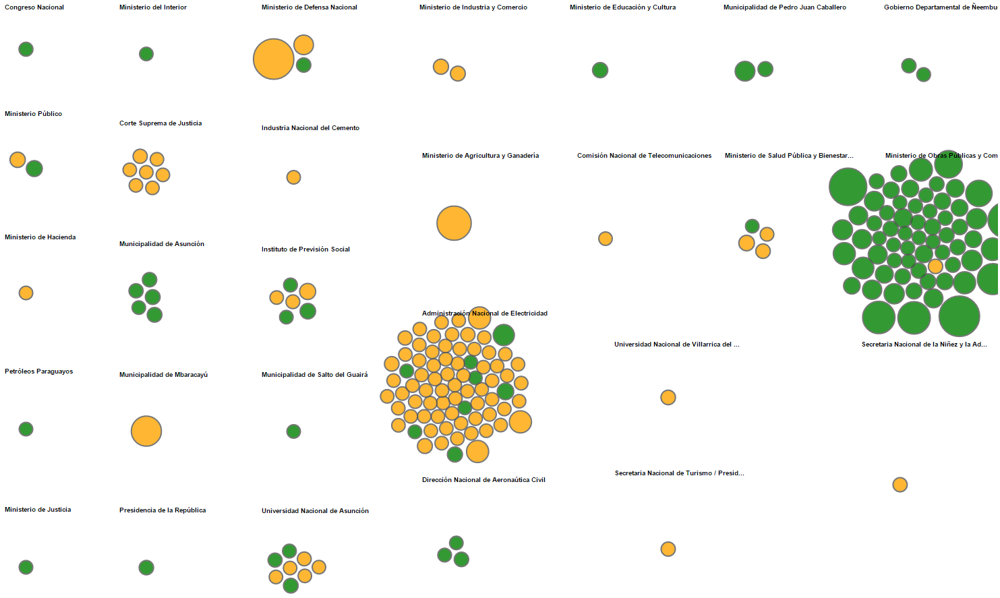 Congreso Nacional
Ministerio del Interior
Ministerio de Defensa Nacional
Ministerio de Industria y Comercio
Ministerio de Educación y Cultura
Municipalidad de Pedro Juan Caballero
Gobierno Departamental de Ñeembu
Ministerio Público
Corte Suprema de Justicia
Industria Nacional del Cemento
Ministerio de Agricultura y Ganadería
Comisión Nacional de Telecomunicaciones
Ministerio de Salud Pública y Bienestar...
Ministerio de Obras Públicas y Com
Ministerio de Hacienda
Municipalidad de Asunción
Instituto de Previsión Social
Administración Nacional de Electricidad
Universidad Nacional de Villarrica del ...
Secretaria Nacional de la Niñez y la Ad...
Petróleos Paraguayos
Municipalidad de Mbaracayú
Municipalidad de Salto del Guairá
Dirección Nacional de Aeronaútica Civil
Secretaria Nacional de Turismo / Presid...
Ministerio de Justicia
Presidencia de la República
Universidad Nacional de Asunción